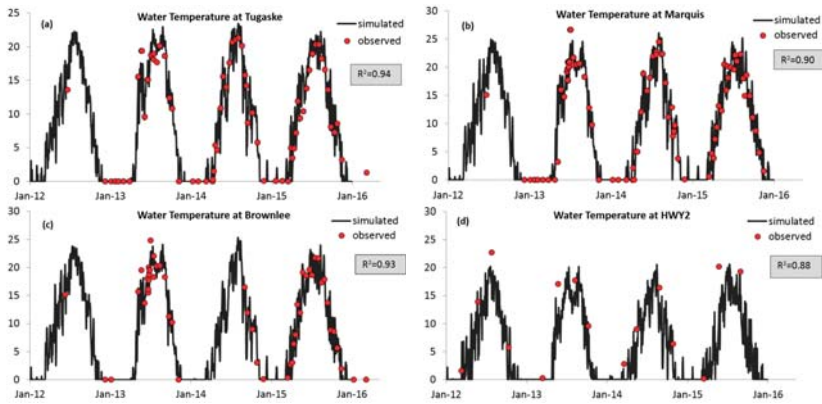 (a)
Water Temperature at Tugaske
simulated
observed
R²=0.94
25
20
15
10
5
0
Jan-12 Jan-13 Jan-14 Jan-15 Jan-16
(b)
Water Temperature at Marquis
simulated
observed
R²=0.90
30
25
20
15
10
5
0
Jan-12 Jan-13 Jan-14 Jan-15 Jan-16
(c)
Water Temperature at Brownlee
simulated
observed
R²=0.93
30
25
20
15
10
5
0
Jan-12 Jan-13 Jan-14 Jan-15 Jan-16
(d)
Water Temperature at HWY2
simulated
observed
R²=0.88
30
25
20
15
10
5
0
Jan-12 Jan-13 Jan-14 Jan-15 Jan-16